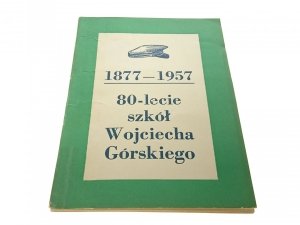 1877—1957
80-lecie
szkół
Wojciecha
Górskiego